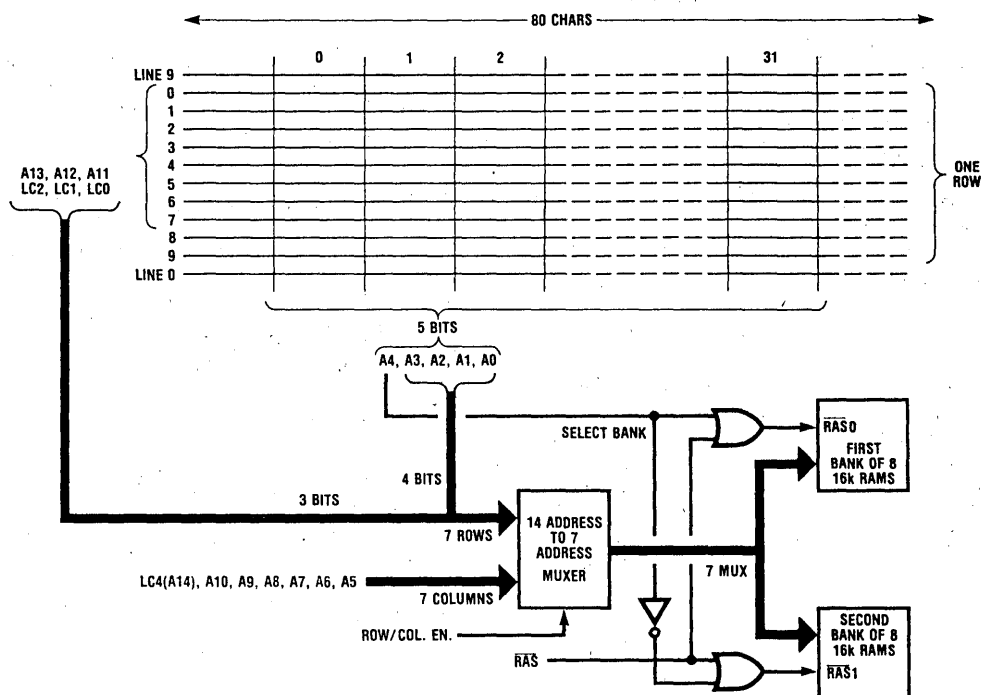 80 CHARS
0 1 2 31
LINE 9
0
1
2
3
4
5
6
7
8
9
LINE 0
A13, A12, A11
LC2, LC1, LC0
ONE
ROW
5 BITS
A4, A3, A2, A1, A0
SELECT BANK
RAS0
FIRST
BANK OF 8
16k RAMS
4 BITS
3 BITS
7 ROWS
14 ADDRESS
TO 7
ADDRESS
MUXER
7 MUX
LC4(A14), A10, A9, A8, A7, A6, A5
7 COLUMNS
ROW/COL. EN.
RAS
SECOND
BANK OF 8
16k RAMS
RAS1